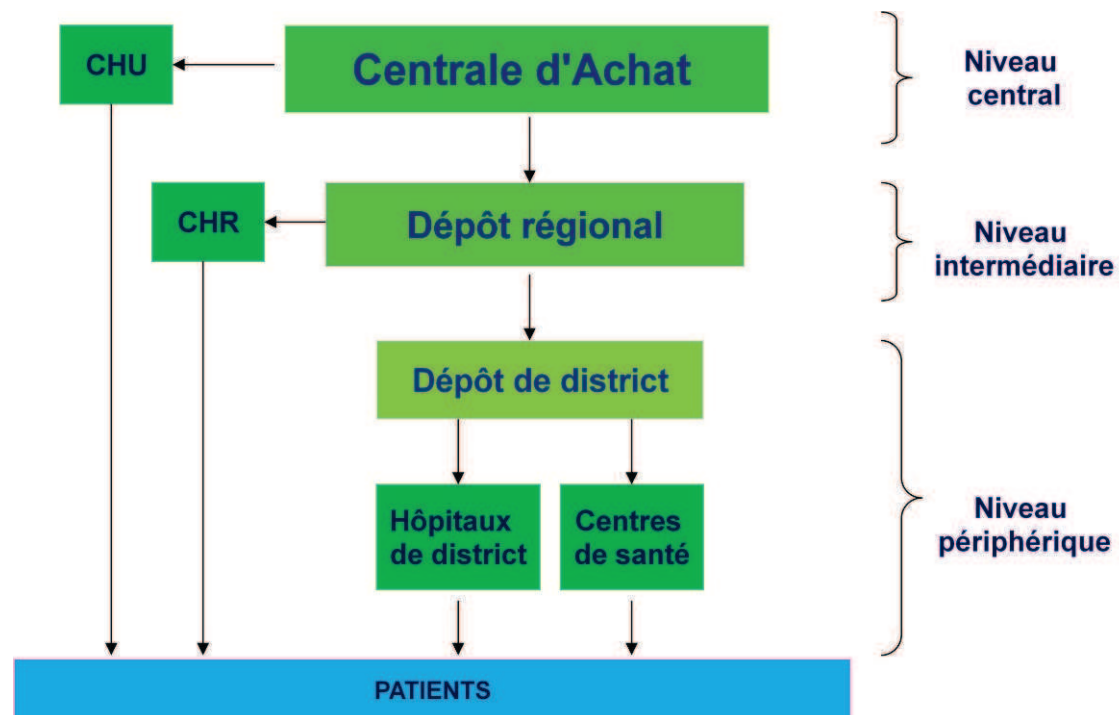 CHU
Centrale d'Achat
Niveau
central
CHR
Dépôt régional
Niveau
intermédiaire
Dépôt de district
Hôpitaux
de district
Centres
de santé
Niveau
périphérique
PATIENTS